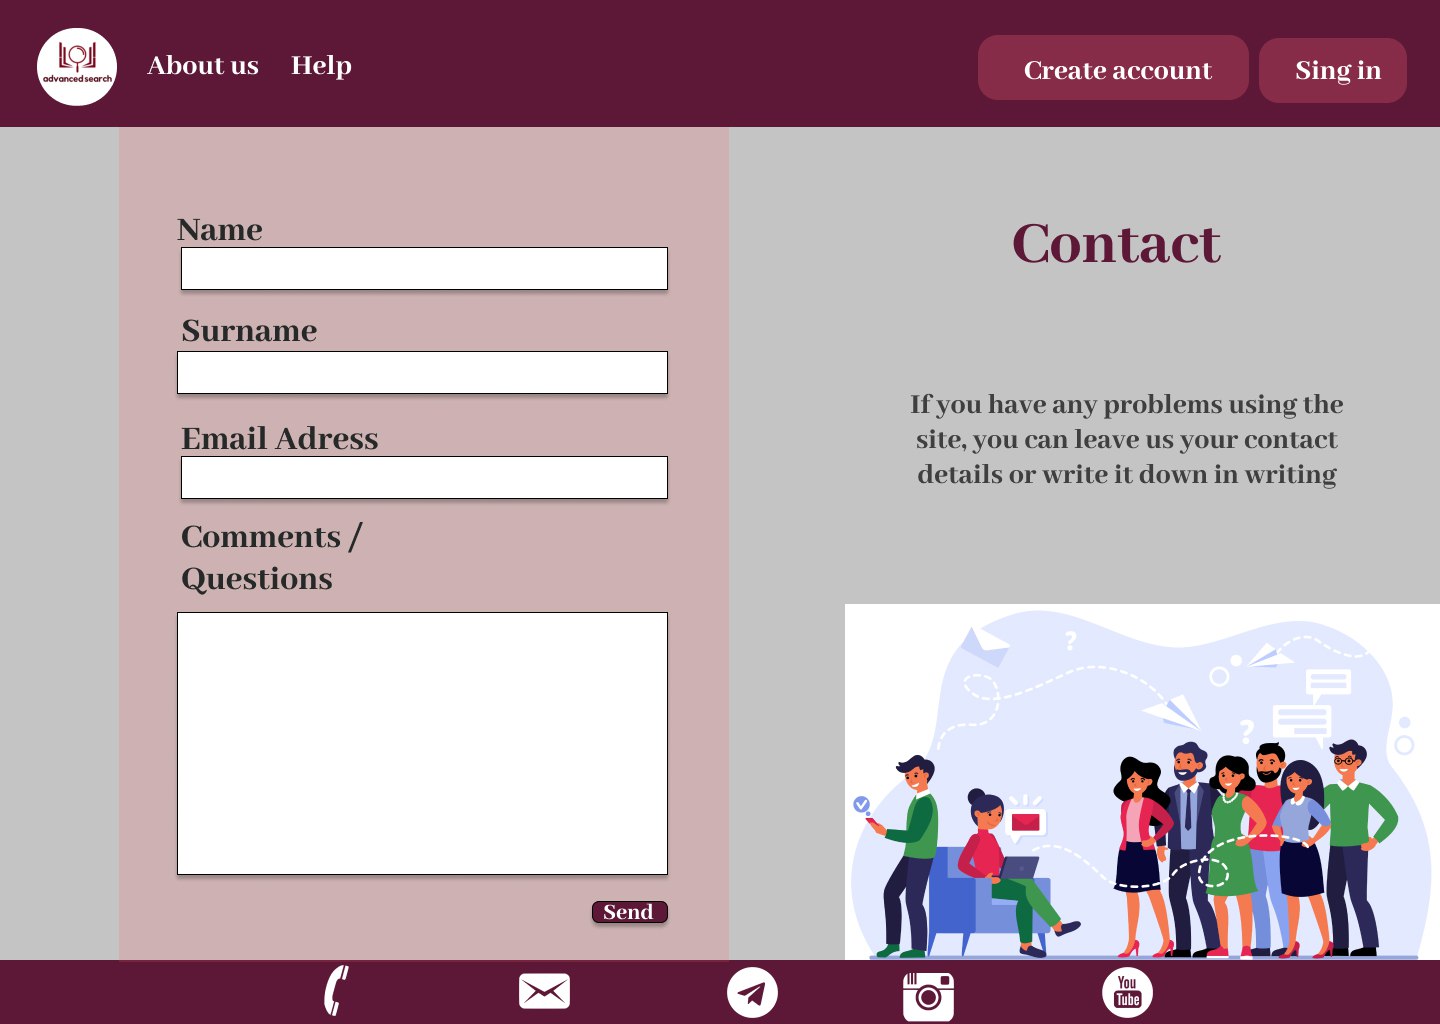 advancedsearch
About us
Help
Create account
Sing in
Name
Surname
Email Adress
Comments /
Questions
Send
Contact
If you have any problems using the
site, you can leave us your contact
details or write it down in writing
?
?
You
Tube